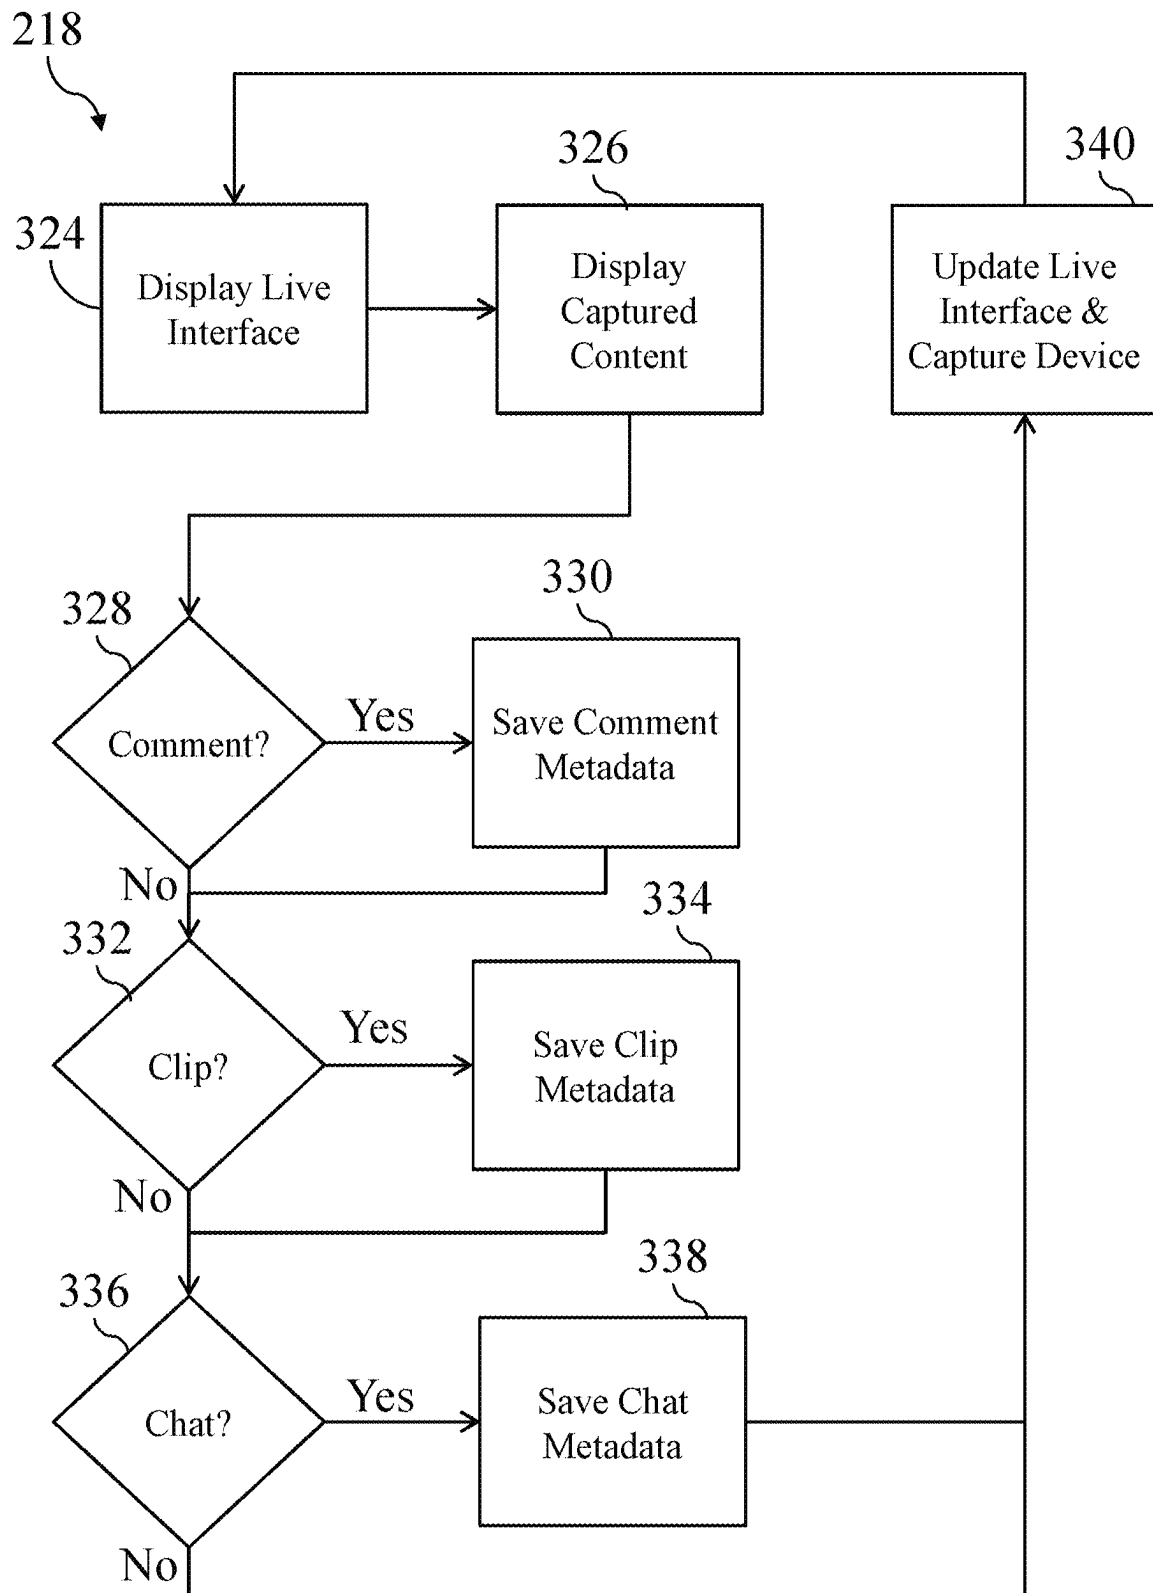 218
326
340
324
Display Live
Interface
Display
Captured
Content
Update Live
Interface &
Capture Device
328
330
Comment?
Yes
Save Comment
Metadata
No
332
334
Clip?
Yes
Save Clip
Metadata
No
336
338
Chat?
Yes
Save Chat
Metadata
No